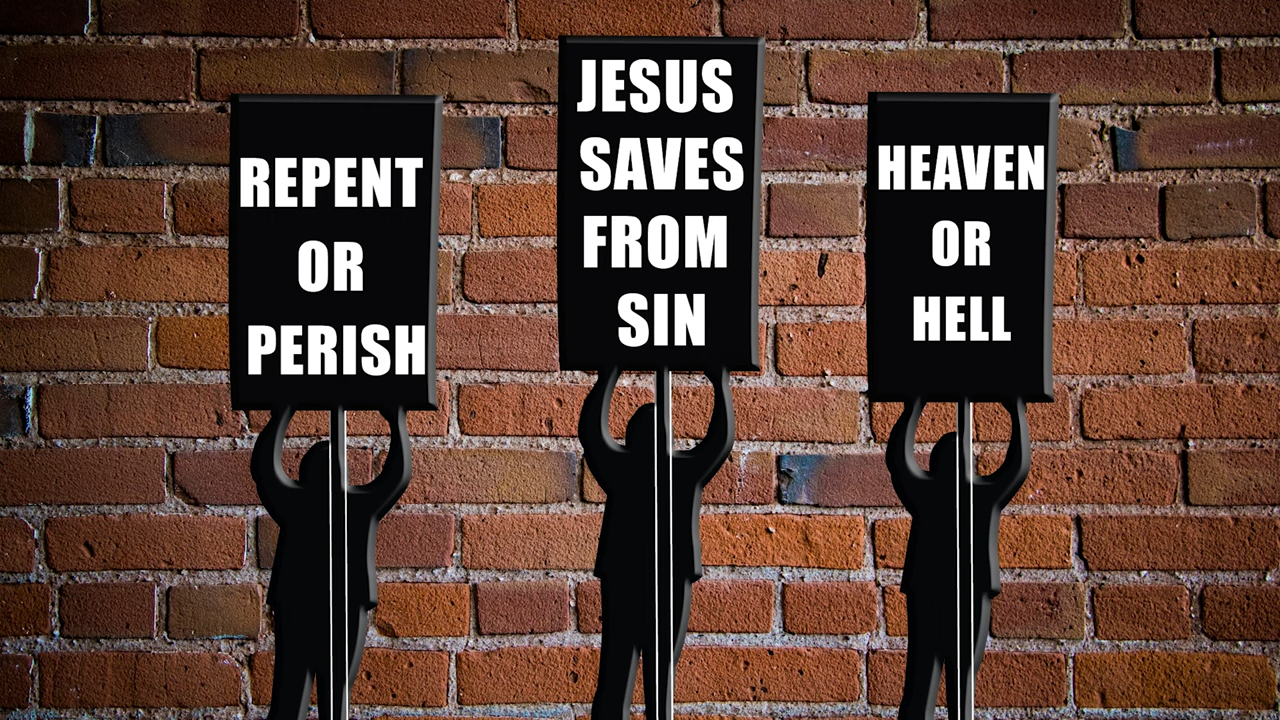 REPENT
OR
PERISH
JESUS
SAVES
FROM
SIN
HEAVEN
OR
HELL